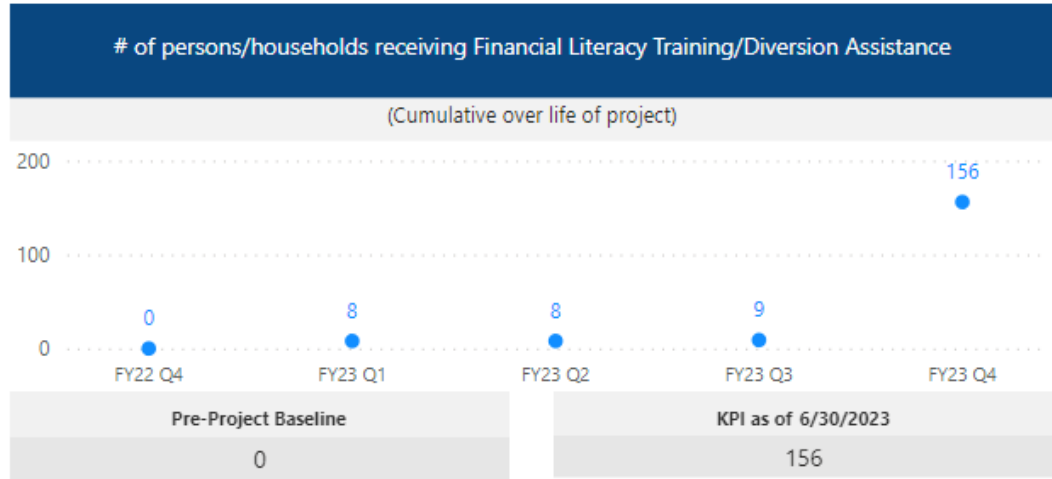 # of persons/households receiving Financial Literacy Training/Diversion Assistance
(Cumulative over life of project)
200
156
100
0
8
8
9
0
FY22 Q4
FY23 Q1
FY23 Q2
FY23 Q3
FY23 Q4
Pre-Project Baseline
KPI as of 6/30/2023
0
156